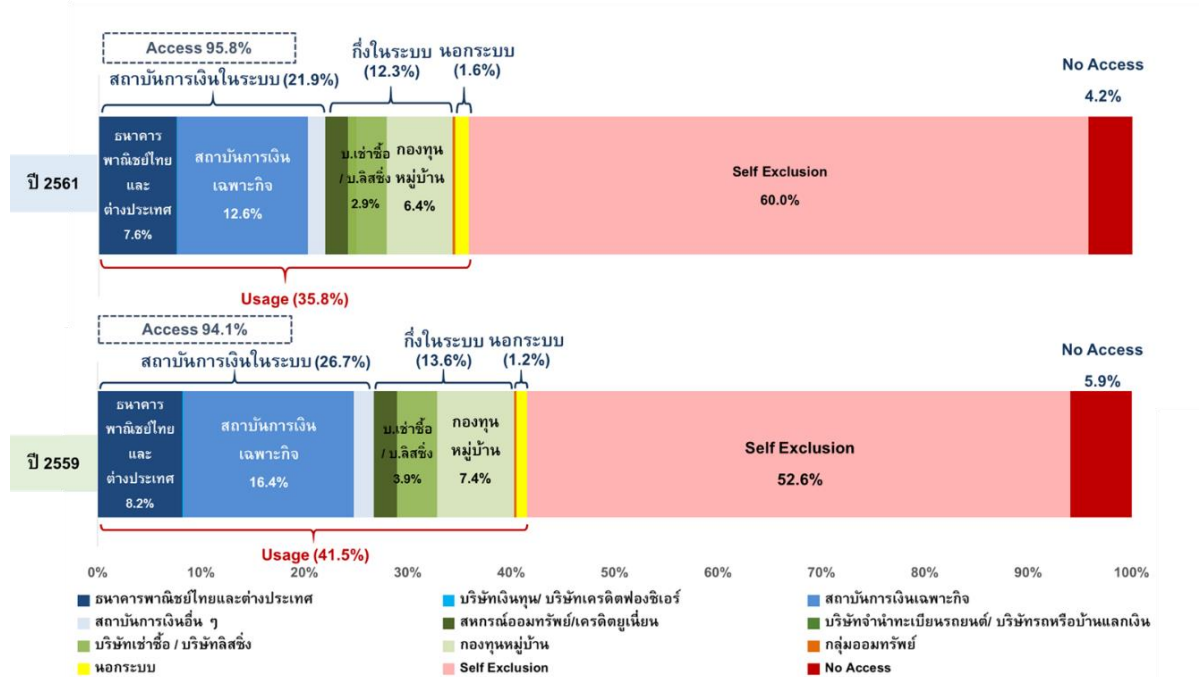 Access 95.8%
สถาบันการเงินในระบบ (21.9%)
กึ่งในระบบ
(12.3%)
นอกระบบ
(1.6%)
No Access
4.2%
ปี 2561
ธนาคาร
พาณิชย์ไทย
และ
ต่างประเทศ
7.6%
สถาบันการเงิน
เฉพาะกิจ
12.6%
บ.เช่าซื้อ
/ บ.ลิสซิ่ง
2.9%
กองทุน
หมู่บ้าน
6.4%
Self Exclusion
60.0%
Usage (35.8%)
Access 94.1%
สถาบันการเงินในระบบ (26.7%)
กึ่งในระบบ
(13.6%)
นอกระบบ
(1.2%)
No Access
5.9%
ปี 2559
ธนาคาร
พาณิชย์ไทย
และ
ต่างประเทศ
8.2%
สถาบันการเงิน
เฉพาะกิจ
16.4%
บ.เช่าซื้อ
/ บ.ลิสซิ่ง
3.9%
กองทุน
หมู่บ้าน
7.4%
Self Exclusion
52.6%
Usage (41.5%)
0% 10% 20% 30% 40% 50% 60% 70% 80% 90% 100%
ธนาคารพาณิชย์ไทยและต่างประเทศ
บริษัทเงินทุน/ บริษัทเครดิตฟองซิเอร์
สถาบันการเงินเฉพาะกิจ
สถาบันการเงินอื่น ๆ
สหกรณ์ออมทรัพย์/เครดิตยูเนี่ยน
บริษัทจำนำทะเบียนรถยนต์/ บริษัทรถหรือบ้านแลกเงิน
บริษัทเช่าซื้อ / บริษัทลิสซิ่ง
กองทุนหมู่บ้าน
กลุ่มออมทรัพย์
นอกระบบ
Self Exclusion
No Access